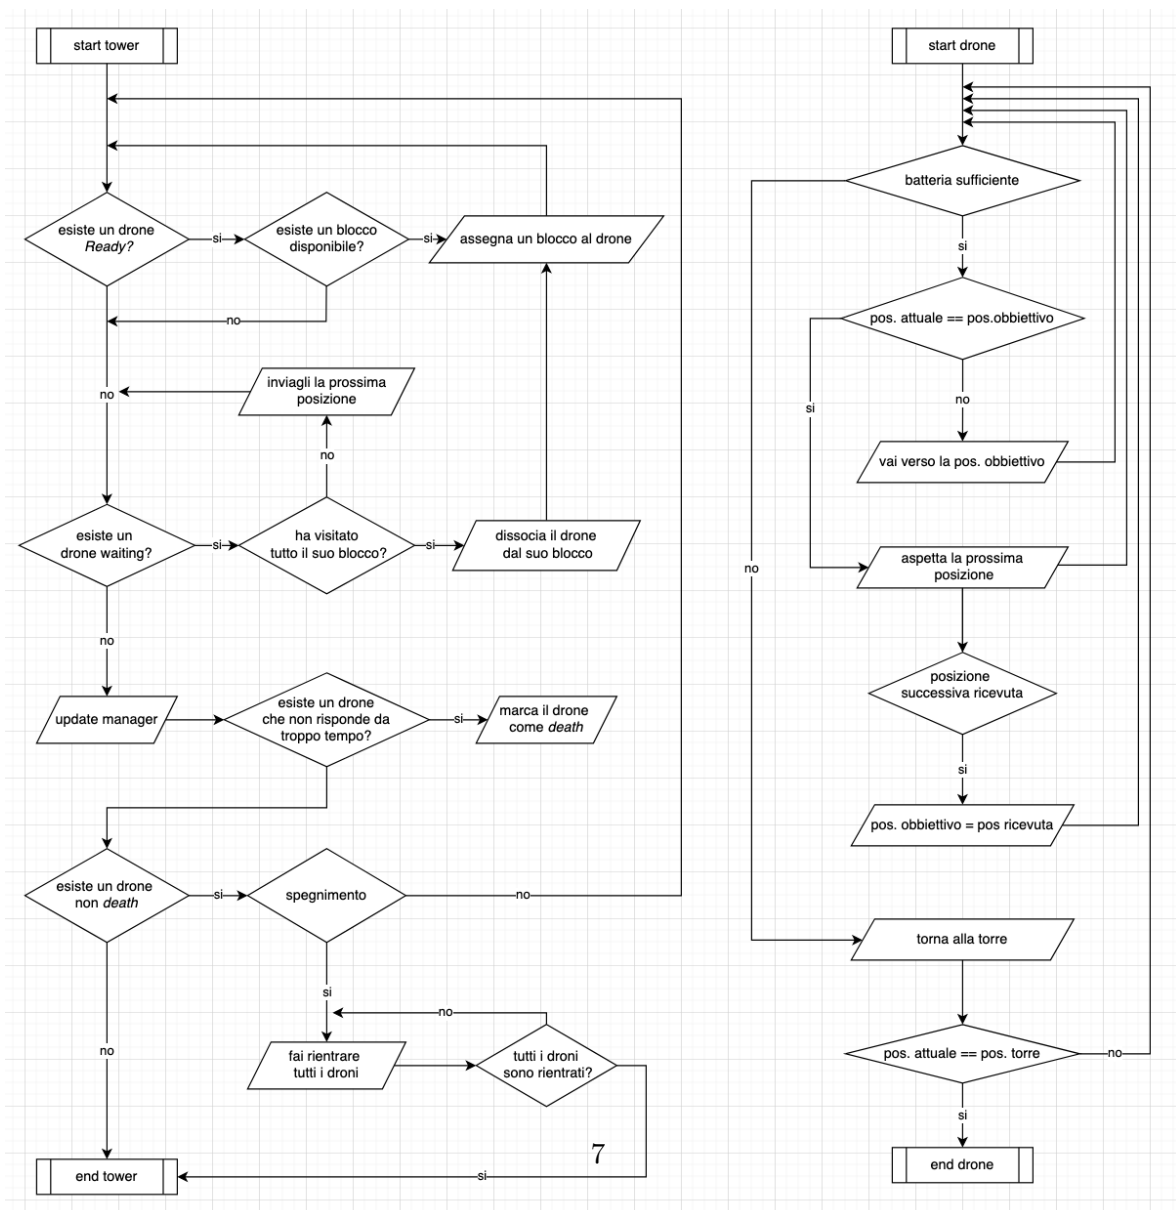 start tower
esiste un drone
Ready?
si
esiste un blocco
disponibile?
si
assegna un blocco al drone
no
inviagli la prossima
posizione
no
no
esiste un
drone waiting?
si
ha visitato
tutto il suo blocco?
si
dissocia il drone
dal suo blocco
no
update manager
esiste un drone
che non risponde da
troppo tempo?
si
marca il drone
come death
esiste un drone
non death
si
spegnimento
no
si
no
no
fai rientrare
tutti i droni
tutti i droni
sono rientrati?
7
end tower
si
start drone
batteria sufficiente
si
pos. attuale == pos.obbiettivo
si
no
vai verso la pos. obbiettivo
no
aspetta la prossima
posizione
posizione
successiva ricevuta
si
pos. obbiettivo = pos ricevuta
torna alla torre
pos. attuale == pos. torre
no
si
end drone